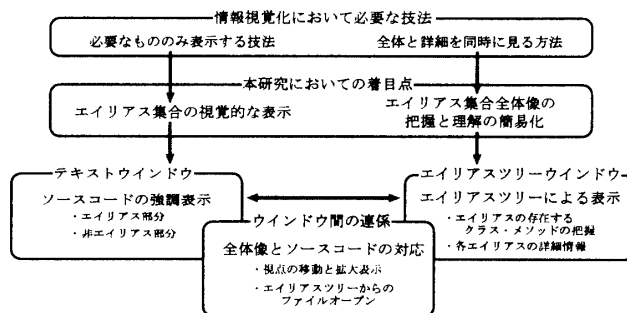 情報視覚化において必要な技法
必要なもののみ表示する技法
全体と詳細を同時に見る方法
本研究においての着目点
エイリアス集合の視覚的な表示
エイリアス集合全体像の
把握と理解の簡易化
テキストウインドウ
ソースコードの強調表示
・エイリアス部分
・非エイリアス部分
エイリアスツリーウインドウ
エイリアスツリーによる表示
・エイリアスの存在する
クラス・メソッドの把握
・各エイリアスの詳細情報
ウインドウ間の連係
全体像とソースコードの対応
・視点の移動と拡大表示
・エイリアスツリーからの
ファイルオープン